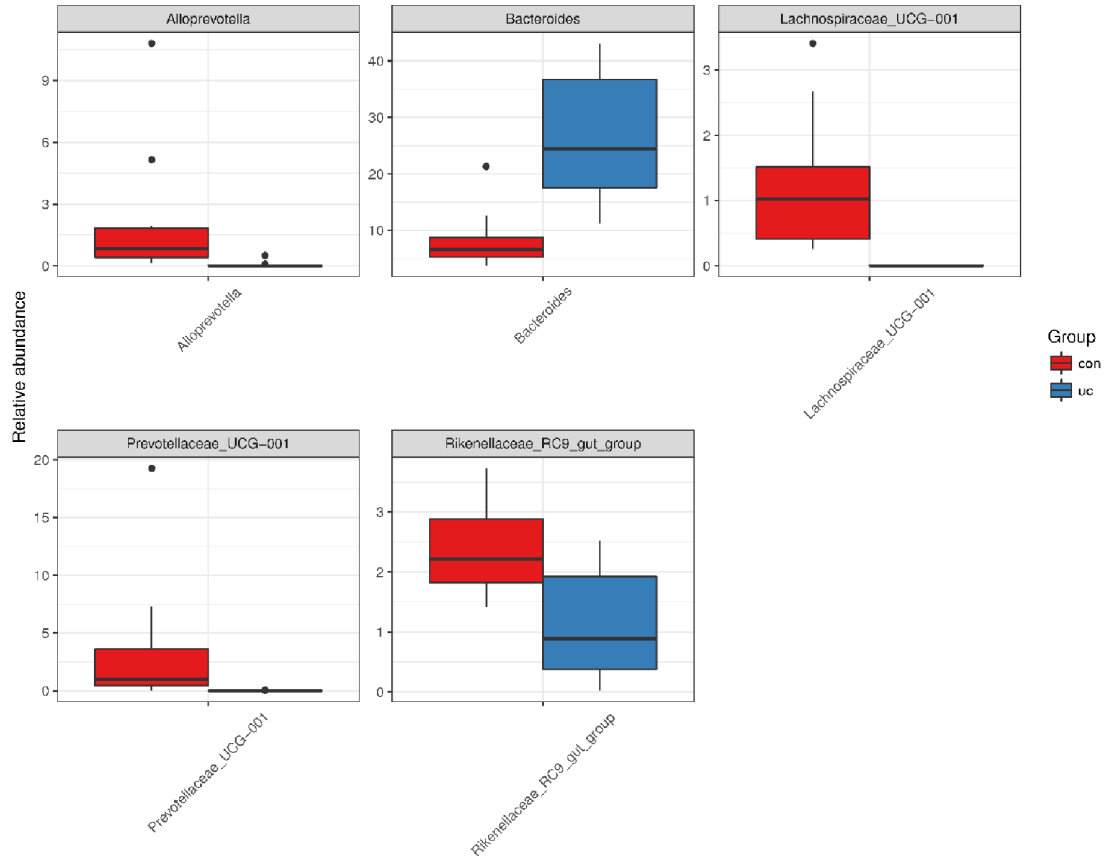 Alloprevotella
Bacteroides
Lachnospiraceae_UCG−001
9
6
3
0
40
30
20
10
3
2
1
0
Alloprevotella
Bacteroides
Lachnospiraceae_UCG−001
Relative abundance
Group
con
uc
Prevotellaceae_UCG−001
Rikenellaceae_RC9_gut_group
20
15
10
5
0
3
2
1
0
Prevotellaceae_UCG−001
Rikenellaceae_RC9_gut_group